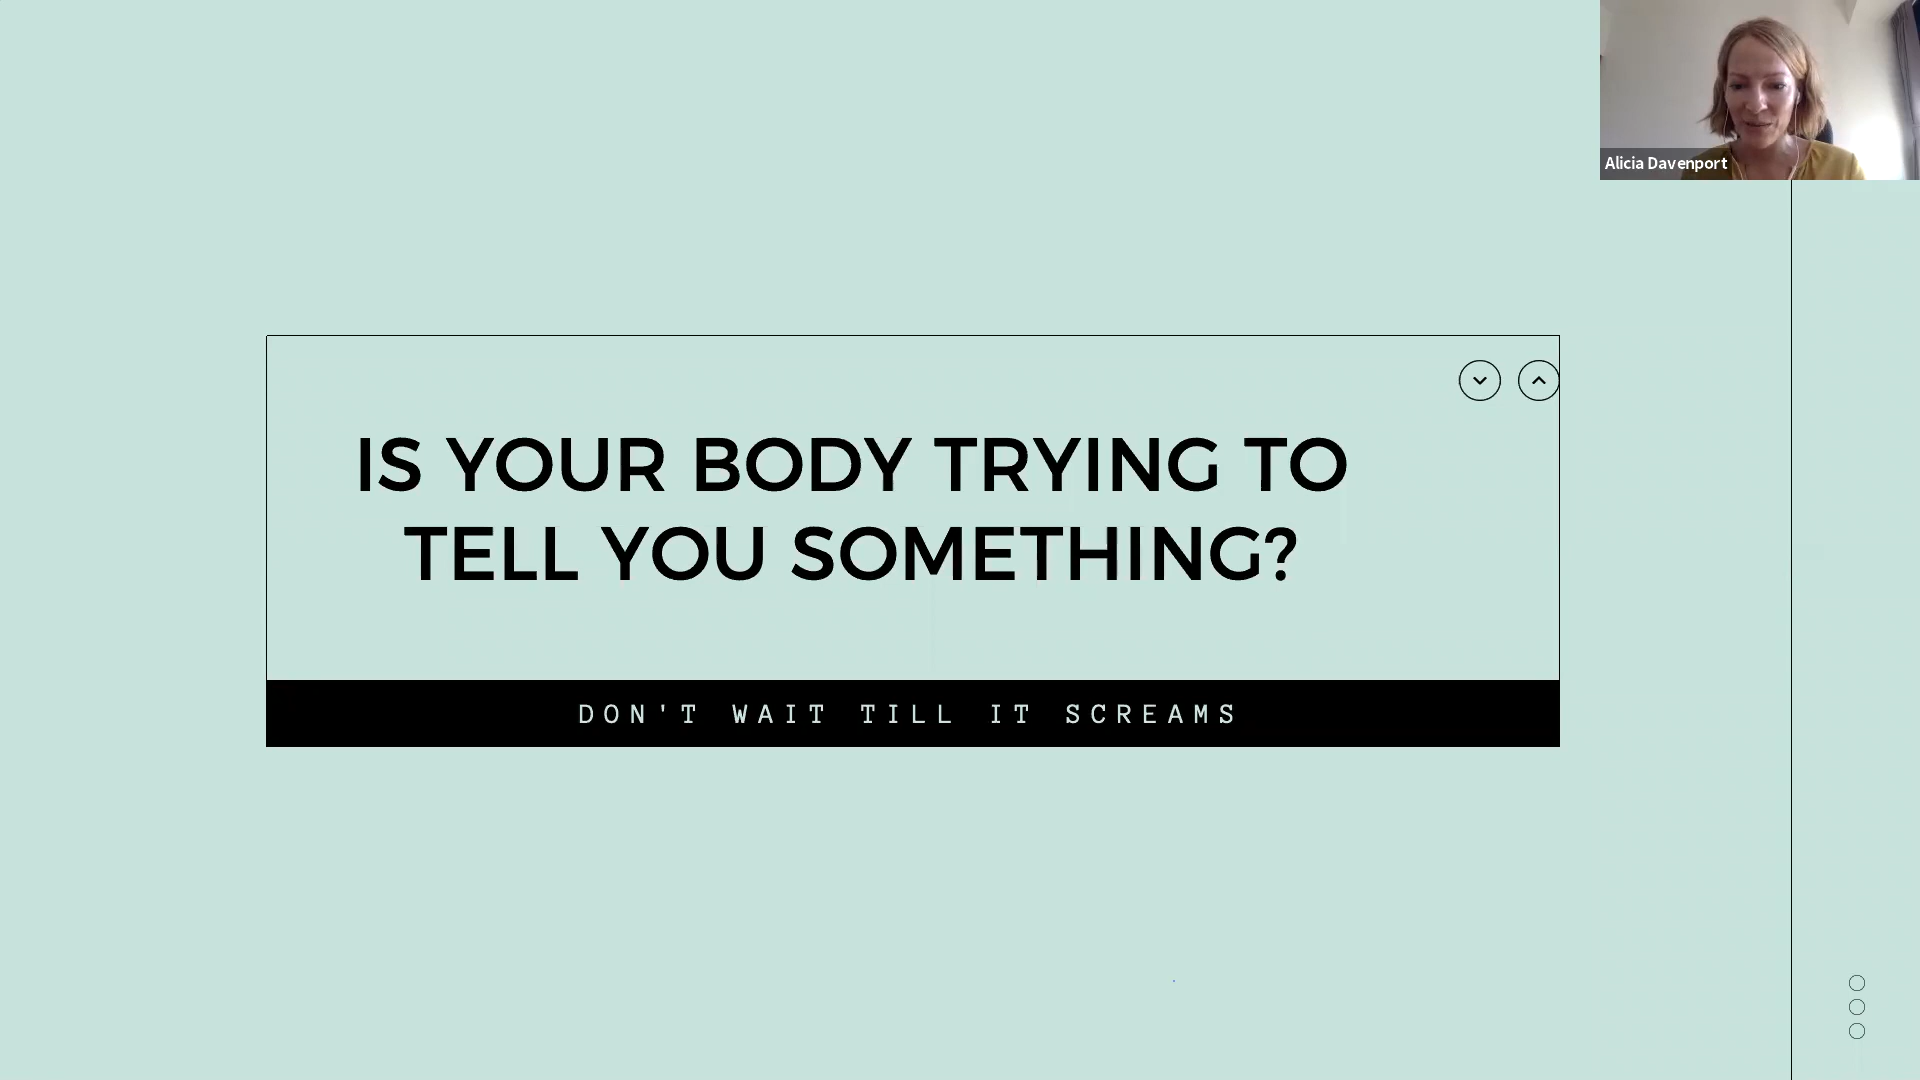 Alicia Davenport
IS YOUR BODY TRYING TO
TELL YOU SOMETHING?
DON'T WAIT TILL IT SCREAMS